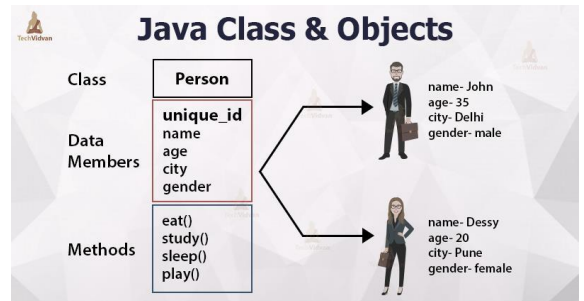 TechVidvan
Java Class & Objects
Class
Person
Data
Members
unique_id
name
age
city
gender
Methods
eat()
study()
sleep()
play()
name- John
age- 35
city- Delhi
gender- male
name- Dessy
age- 20
city- Pune
gender- female